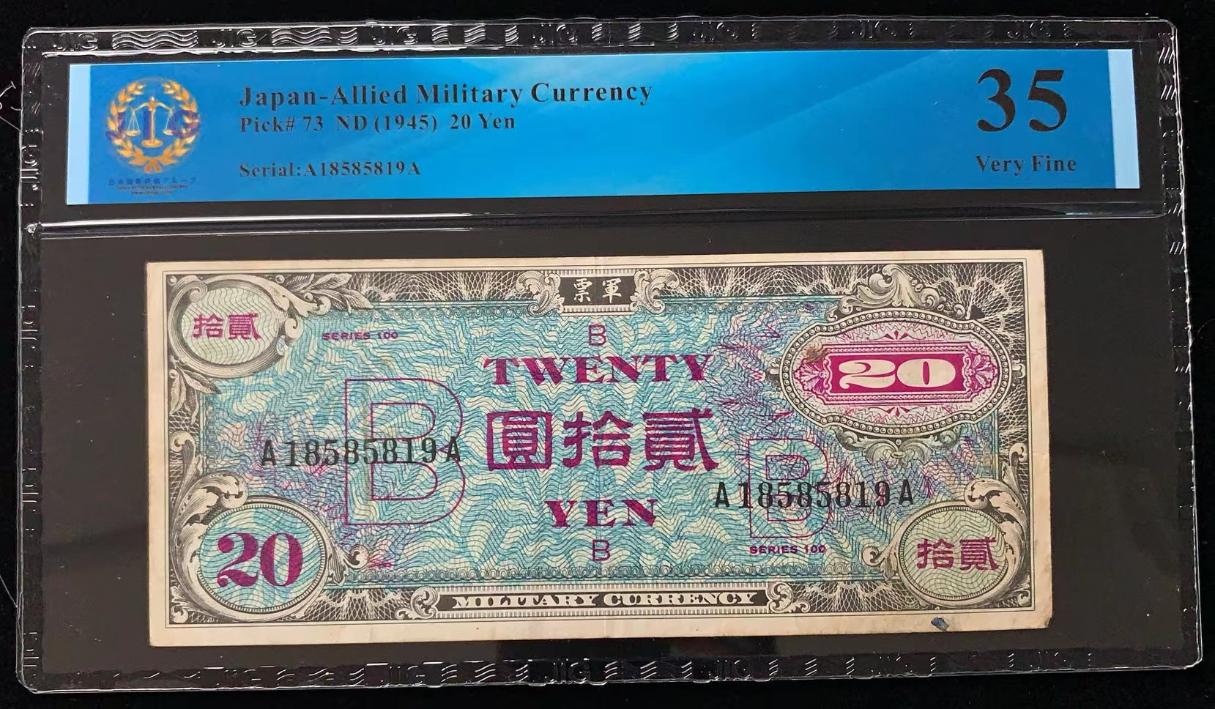 Japan-Allied Military Currency
Pick# 73 ND (1945) 20 Yen
Serial:A18585819A
35
Very Fine
軍票
貳拾
SERIES 100
B
TWENTY
20
B
貳拾圓
A18585819A
A18585819A
B
YEN
B
SERIES 100
20
貳拾
MILITARY CURRENCY